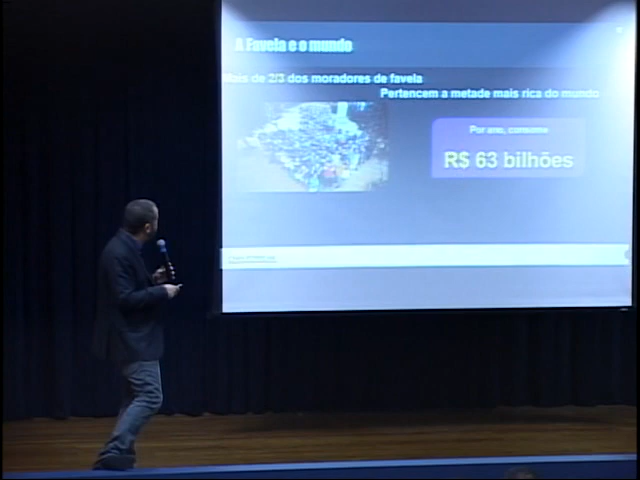 A Favela e o mundo
Mais de 2/3 dos moradores de favela
Pertencem a metade mais rica do mundo
Por ano, consome
R$ 63 bilhões